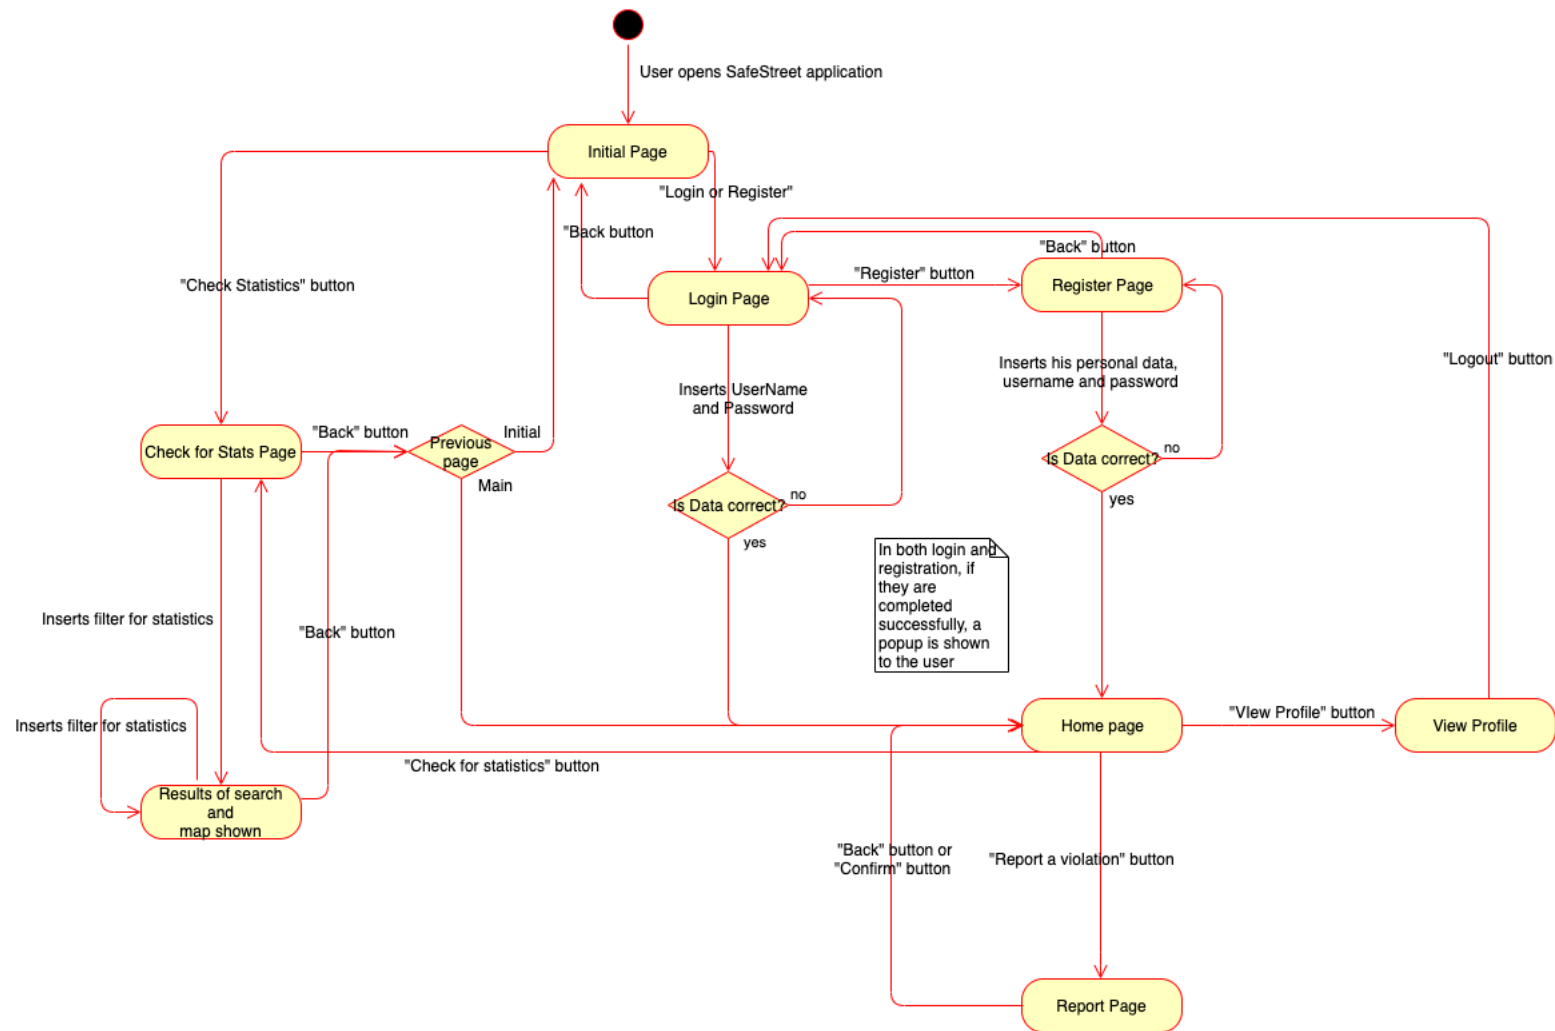 User opens SafeStreet application
Initial Page
"Login or Register"
"Back button
"Back" button
"Check Statistics" button
"Register" button
Login Page
Register Page
"Logout" button
Inserts his personal data,
username and password
Inserts UserName
and Password
"Back" button
Initial
Check for Stats Page
Previous
page
Main
Is Data correct?
no
yes
Is Data correct?
no
yes
In both login and
registration, if
they are
completed
successfully, a
popup is shown
to the user
Inserts filter for statistics
"Back" button
Inserts filter for statistics
Home page
"VIew Profile" button
View Profile
"Check for statistics" button
Results of search
and
map shown
"Back" button or
"Confirm" button
"Report a violation" button
Report Page